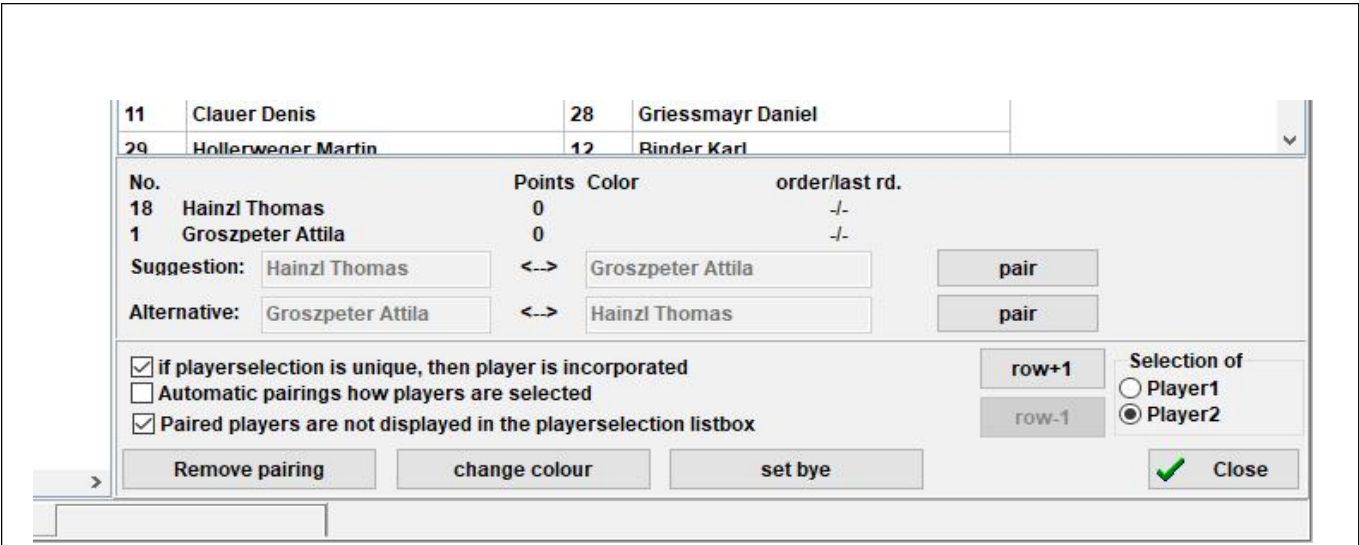 11 Clauer Denis 28 Griessmayr Daniel
29 Hollerweger Martin 12 Binder Karl
No. Points Color order/last rd.
18 Hainzl Thomas 0 -/-
1 Groszpeter Attila 0 -/-
Suggestion: Hainzl Thomas <--> Groszpeter Attila pair
Alternative: Groszpeter Attila <--> Hainzl Thomas pair
if playerselection is unique, then player is incorporated row+1 Selection of
Automatic pairings how players are selected Player1
Paired players are not displayed in the playerselection listbox row-1 Player2
Remove pairing change colour set bye Close